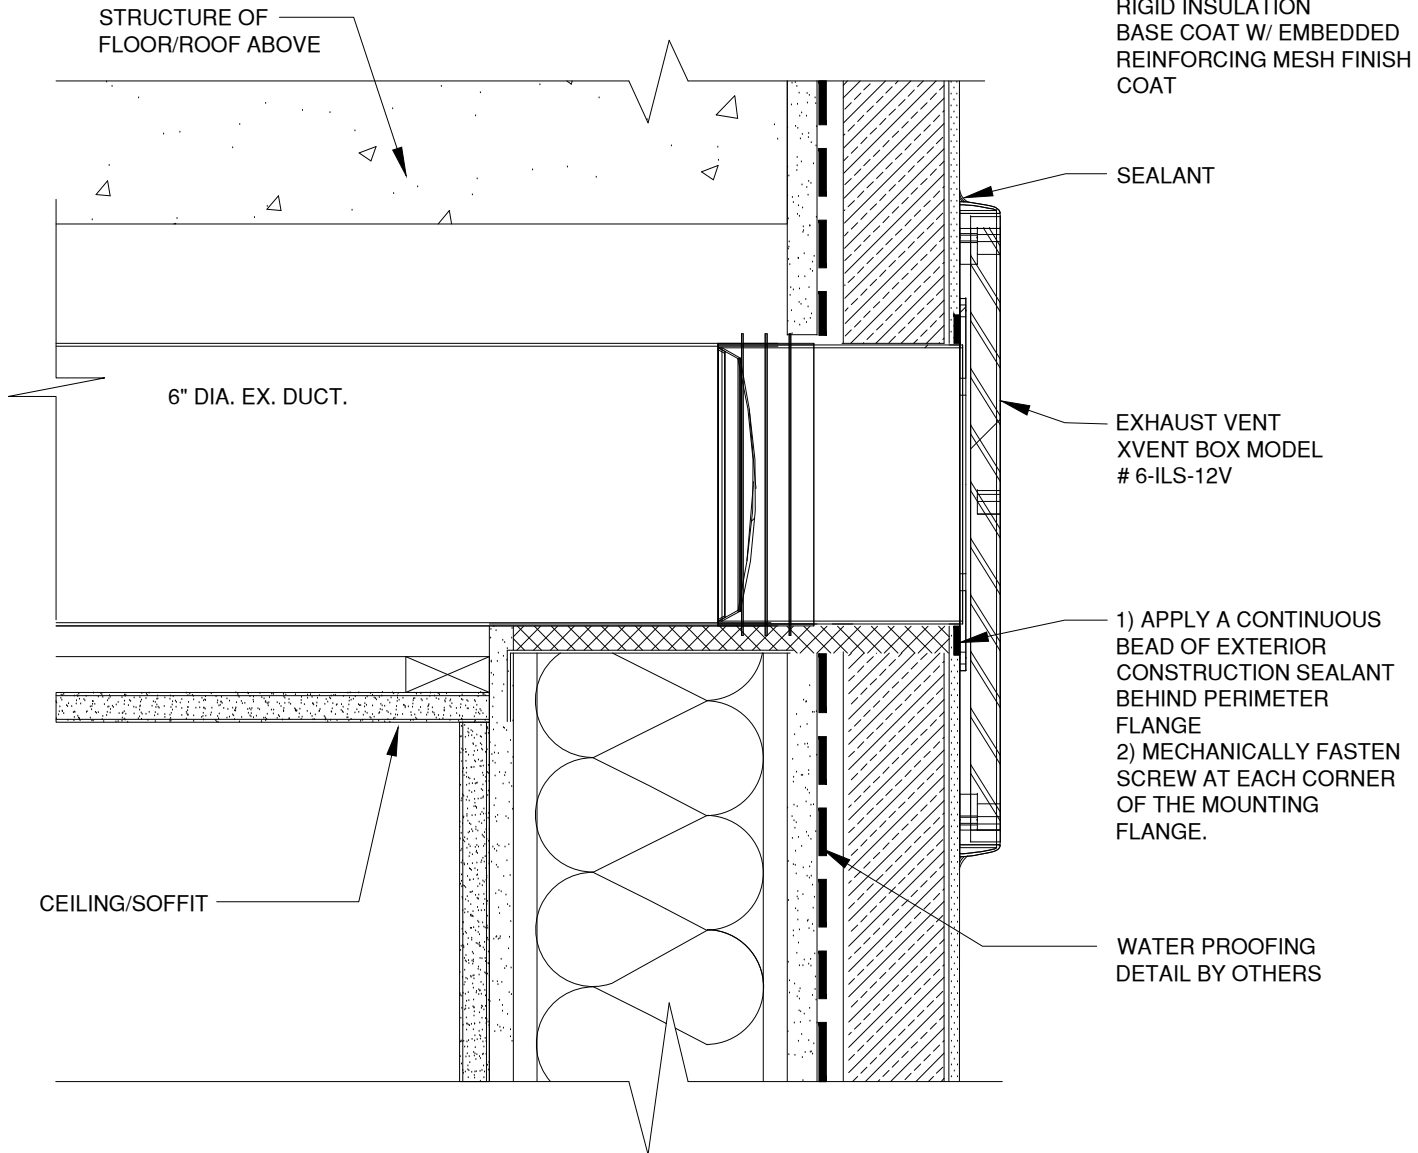 STRUCTURE OF
FLOOR/ROOF ABOVE
RIGID INSULATION
BASE COAT W/ EMBEDDED
REINFORCING MESH FINISH
COAT
SEALANT
6" DIA. EX. DUCT.
EXHAUST VENT
XVENT BOX MODEL
# 6-ILS-12V
1) APPLY A CONTINUOUS
BEAD OF EXTERIOR
CONSTRUCTION SEALANT
BEHIND PERIMETER
FLANGE
2) MECHANICALLY FASTEN
SCREW AT EACH CORNER
OF THE MOUNTING
FLANGE.
CEILING/SOFFIT
WATER PROOFING
DETAIL BY OTHERS